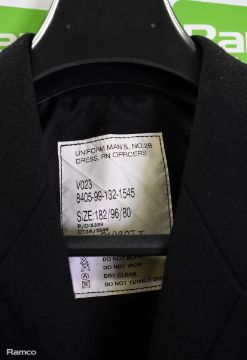 UNIFORM MAN'S, NO.2B
DRESS, RN OFFICERS
V023
8405-99-132-1545
SIZE: 182/96/80
DO NOT IRON
DRY CLEAN
DO NOT TUMBLE DRY
Ramco